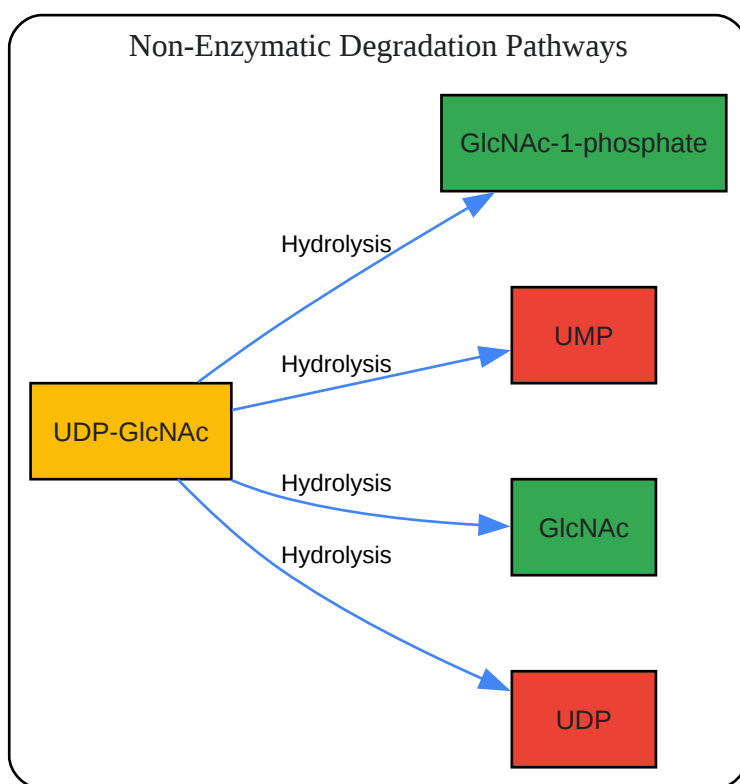 Non-Enzymatic Degradation Pathways
GlcNAc-1-phosphate
Hydrolysis
UMP
Hydrolysis
UDP-GlcNAc
Hydrolysis
GlcNAc
Hydrolysis
UDP